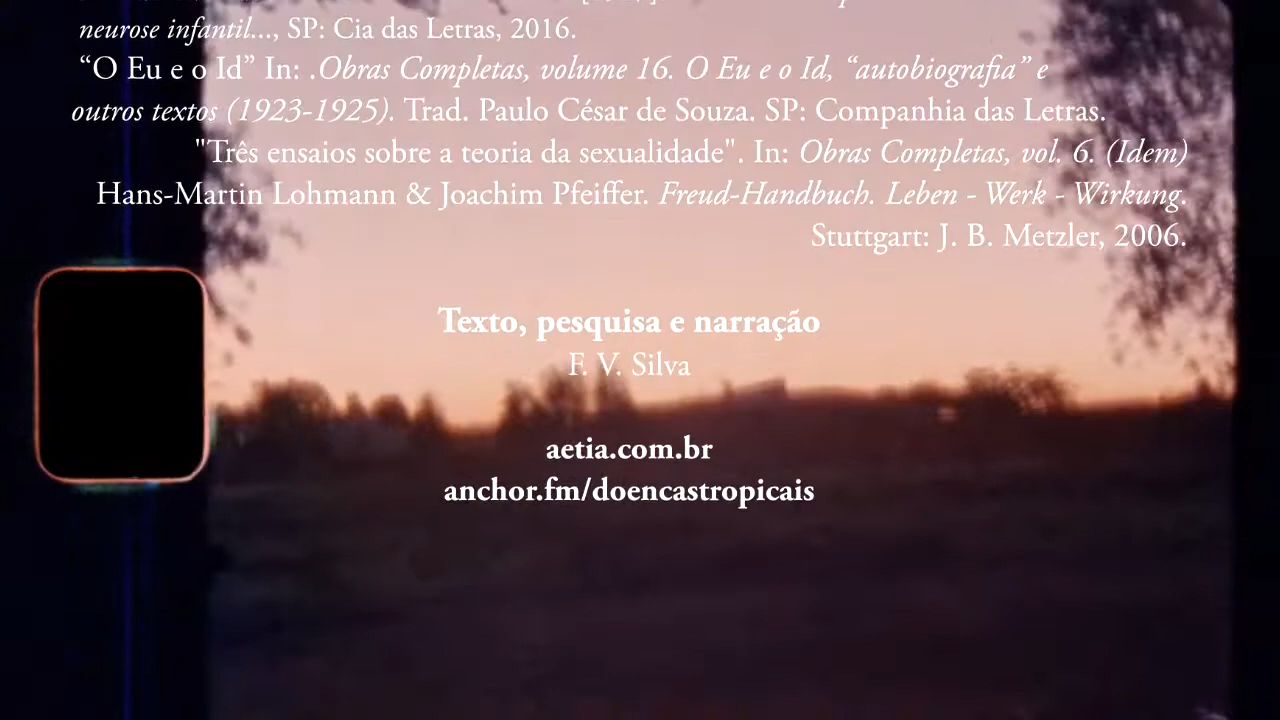 neurose infantil..., SP: Cia das Letras, 2016.
“O Eu e o Id” In: .Obras Completas, volume 16. O Eu e o Id, “autobiografia” e
outros textos (1923-1925). Trad. Paulo César de Souza. SP: Companhia das Letras.
"Três ensaios sobre a teoria da sexualidade". In: Obras Completas, vol. 6. (Idem)
Hans-Martin Lohmann & Joachim Pfeiffer. Freud-Handbuch. Leben - Werk - Wirkung.
Stuttgart: J. B. Metzler, 2006.
Texto, pesquisa e narração
F. V. Silva
aetia.com.br
anchor.fm/doencastropicais